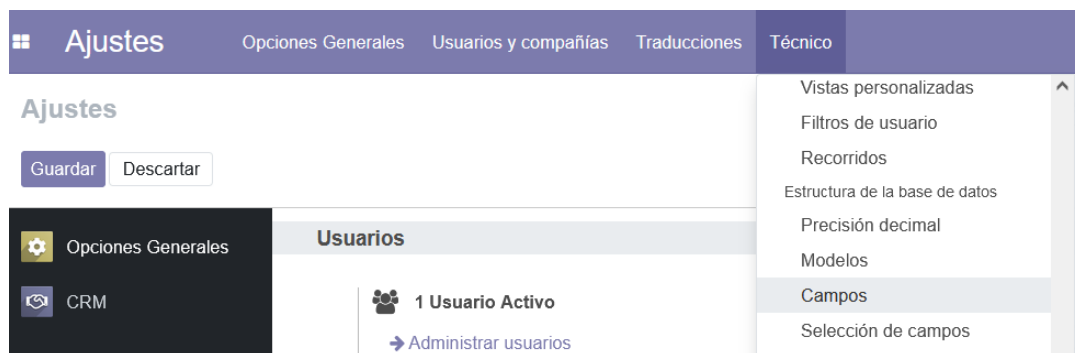 Ajustes Opciones Generales Usuarios y compañías Traducciones Técnico
Ajustes
Guardar Descartar
Opciones Generales
CRM
Usuarios
1 Usuario Activo
Administrar usuarios
Vistas personalizadas
Filtros de usuario
Recorridos
Estructura de la base de datos
Precisión decimal
Modelos
Campos
Selección de campos